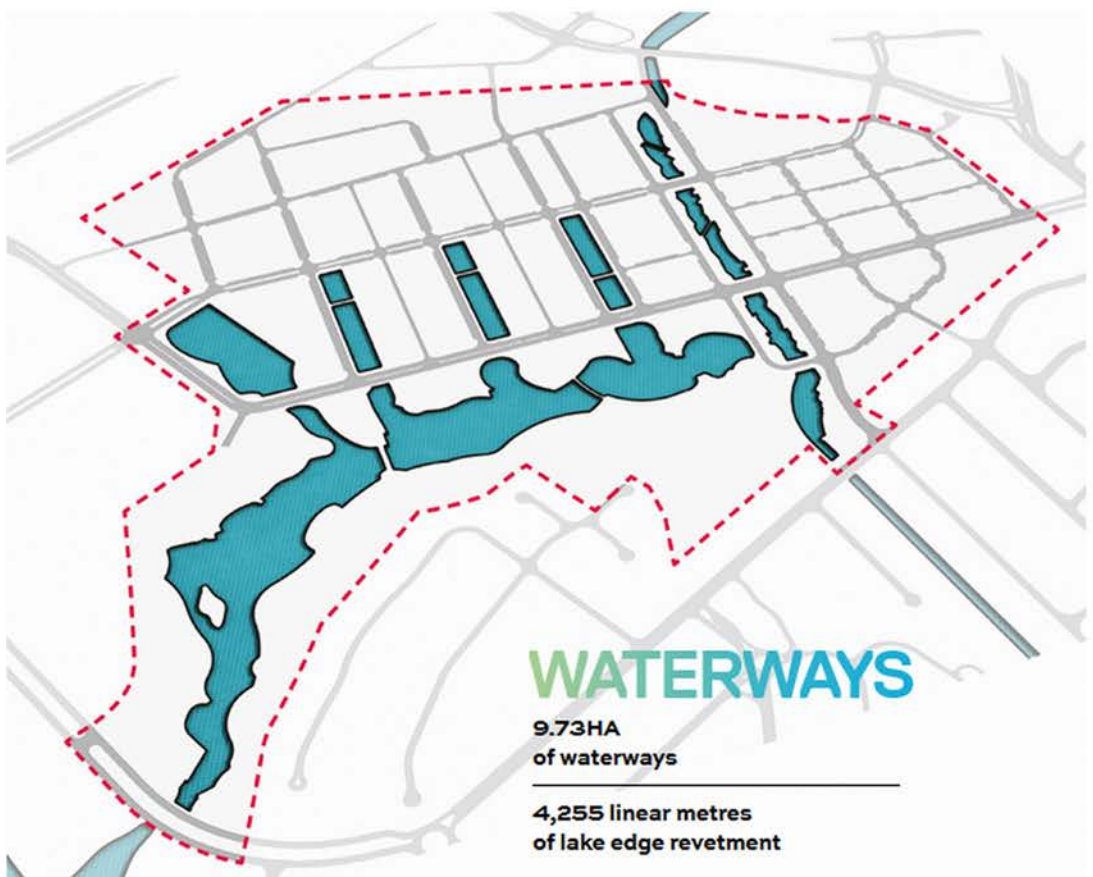 WATERWAYS
9.73HA
of waterways
4,255 linear metres
of lake edge revetment